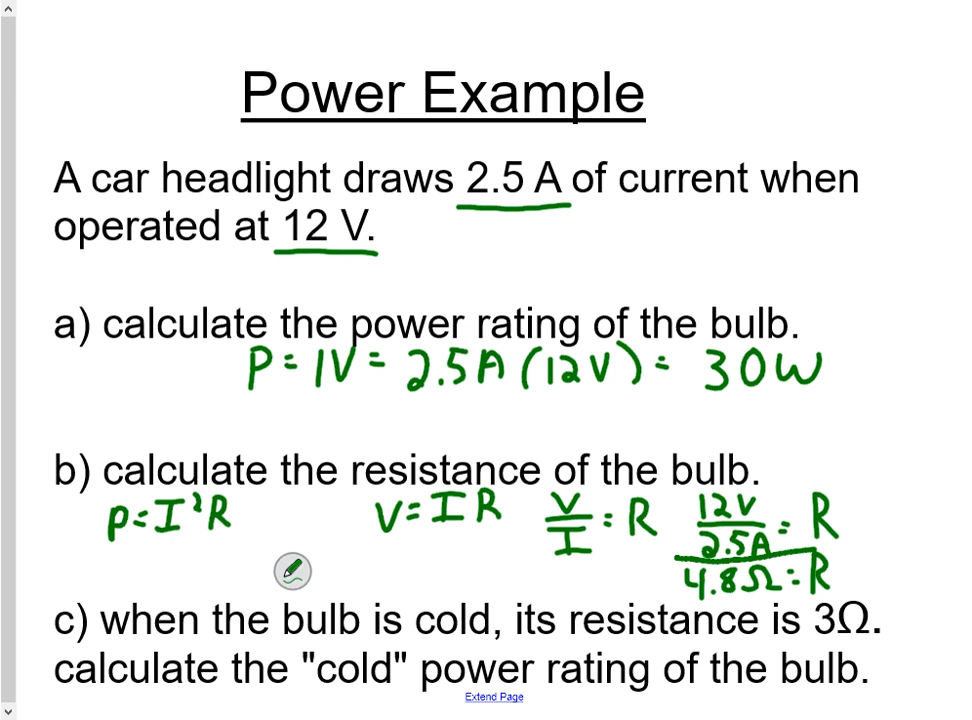 Power Example
A car headlight draws 2.5 A of current when
operated at 12 V.
a) calculate the power rating of the bulb.
P = IV = 2.5A (12V) = 30W
b) calculate the resistance of the bulb.
P = I²R V = IR V/I = R 12V/2.5A = R
4.8Ω = R
c) when the bulb is cold, its resistance is 3Ω.
calculate the "cold" power rating of the bulb.
Extend Page